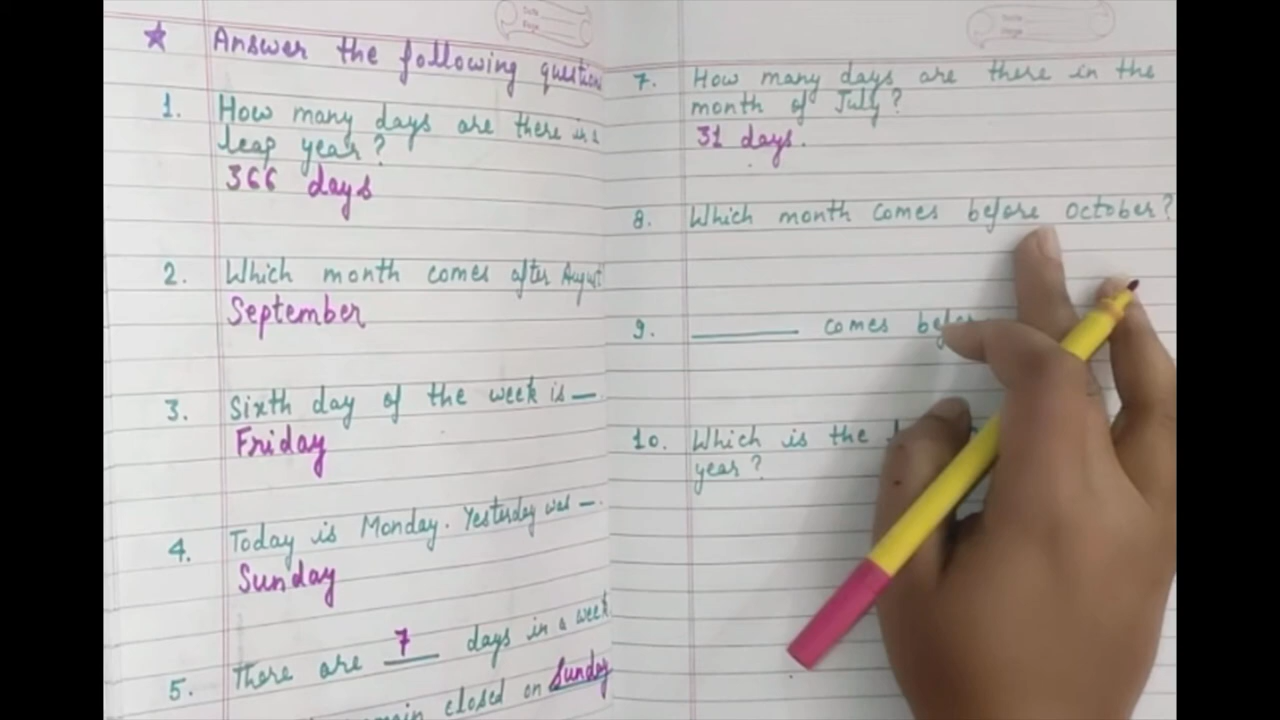 ★ Answer the following question
1. How many days are there in a
leap year?
366 days
2. Which month comes after August
September
3. Sixth day of the week is —.
Friday
4. Today is Monday. Yesterday was —.
Sunday
5. There are 7 days in a week
closed on Sunday
7. How many days are there in the
month of July?
31 days.
8. Which month comes before October?
9. ______ comes
10. Which is the
year?